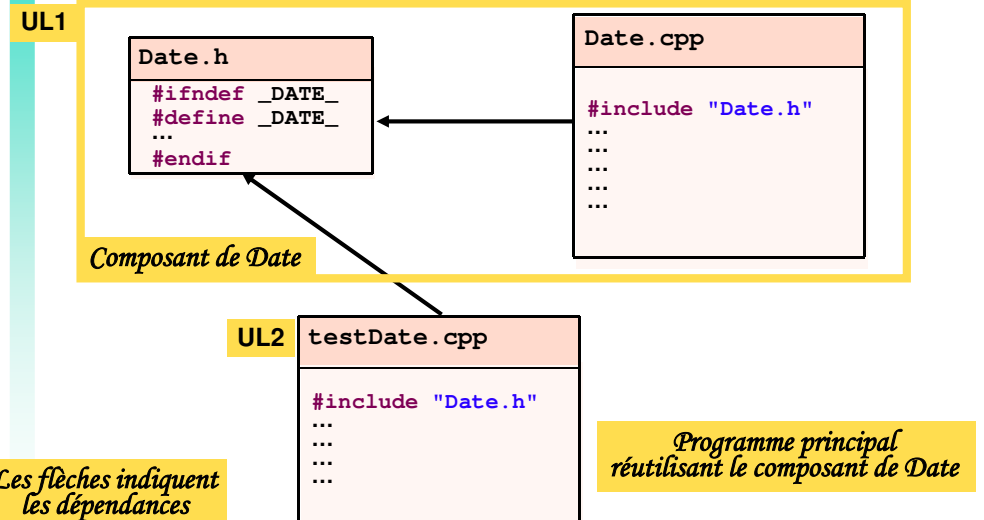 UL1
Date.h
#ifndef _DATE_
#define _DATE_
...
#endif
Date.cpp
#include "Date.h"
...
...
...
...
...
Composant de Date
UL2
testDate.cpp
#include "Date.h"
...
...
...
...
Programme principal
réutilisant le composant de Date
Les flèches indiquent
les dépendances